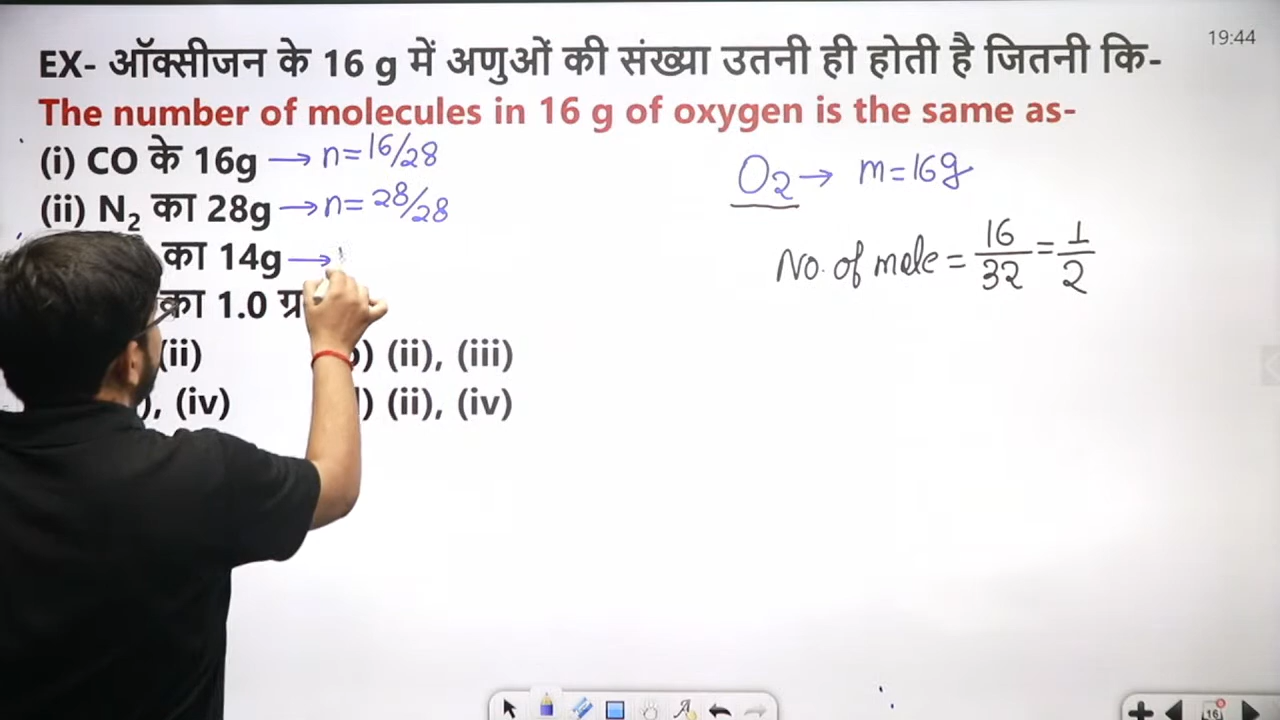 19:44
EX- ऑक्सीजन के 16 g में अणुओं की संख्या उतनी ही होती है जितनी कि-
The number of molecules in 16 g of oxygen is the same as-
(i) CO के 16g → n=16/28
(ii) N₂ का 28g → n= 28/28
का 14g →
का 1.0
(ii)
) (ii), (iii)
), (iv)
) (ii), (iv)
O₂ → m=16g
No. of mole = 16/32 = 1/2
16